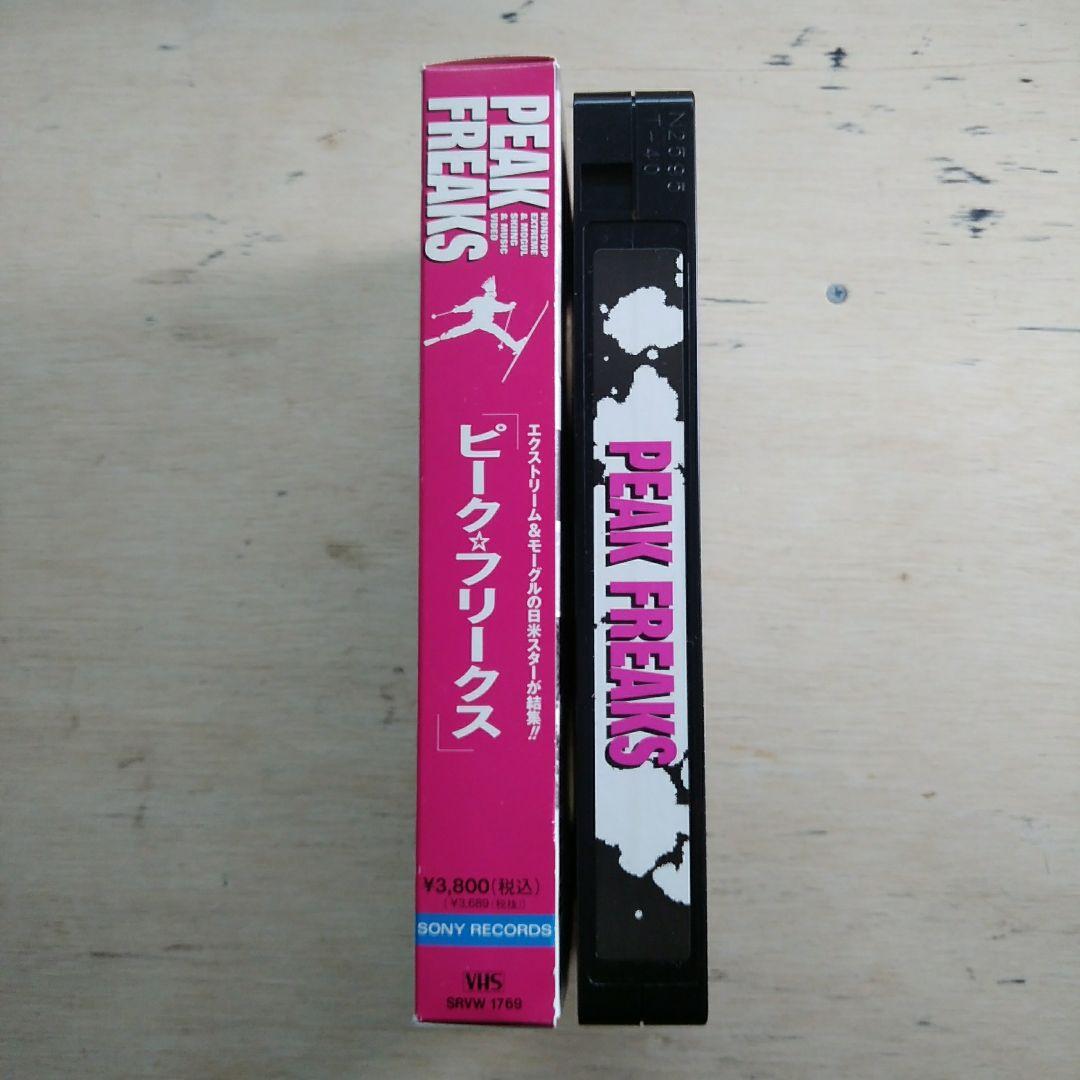 PEAK
FREAKS
NONSTOP
EXTREME
& MOGUL
SKIING
& MUSIC
VIDEO
エクストリーム&モーグルの日米スターが結集!!
「ピーク☆フリークス」
¥3,800(税込)
(¥3,689(税抜))
SONY RECORDS
VHS
SRVW 1769
N2595
T-40
PEAK FREAKS